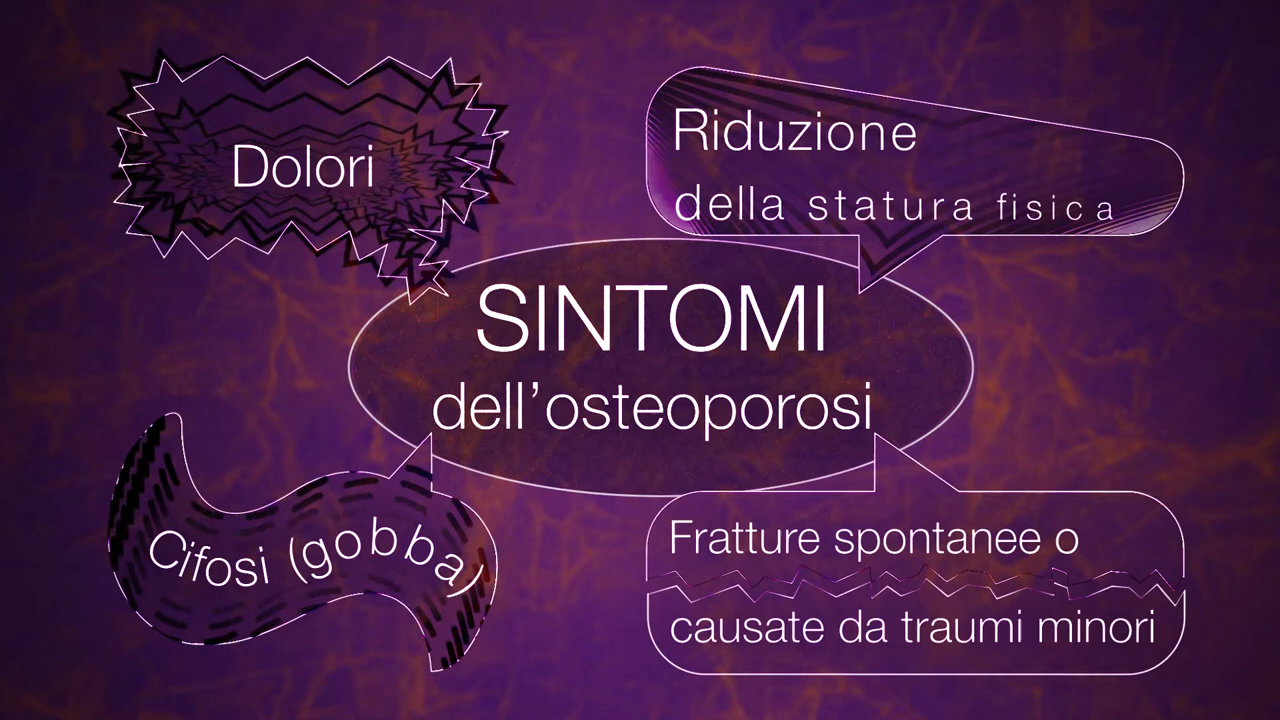 Dolori
Riduzione
della statura fisica
SINTOMI
dell'osteoporosi
Cifosi (gobba)
Fratture spontanee o
causate da traumi minori